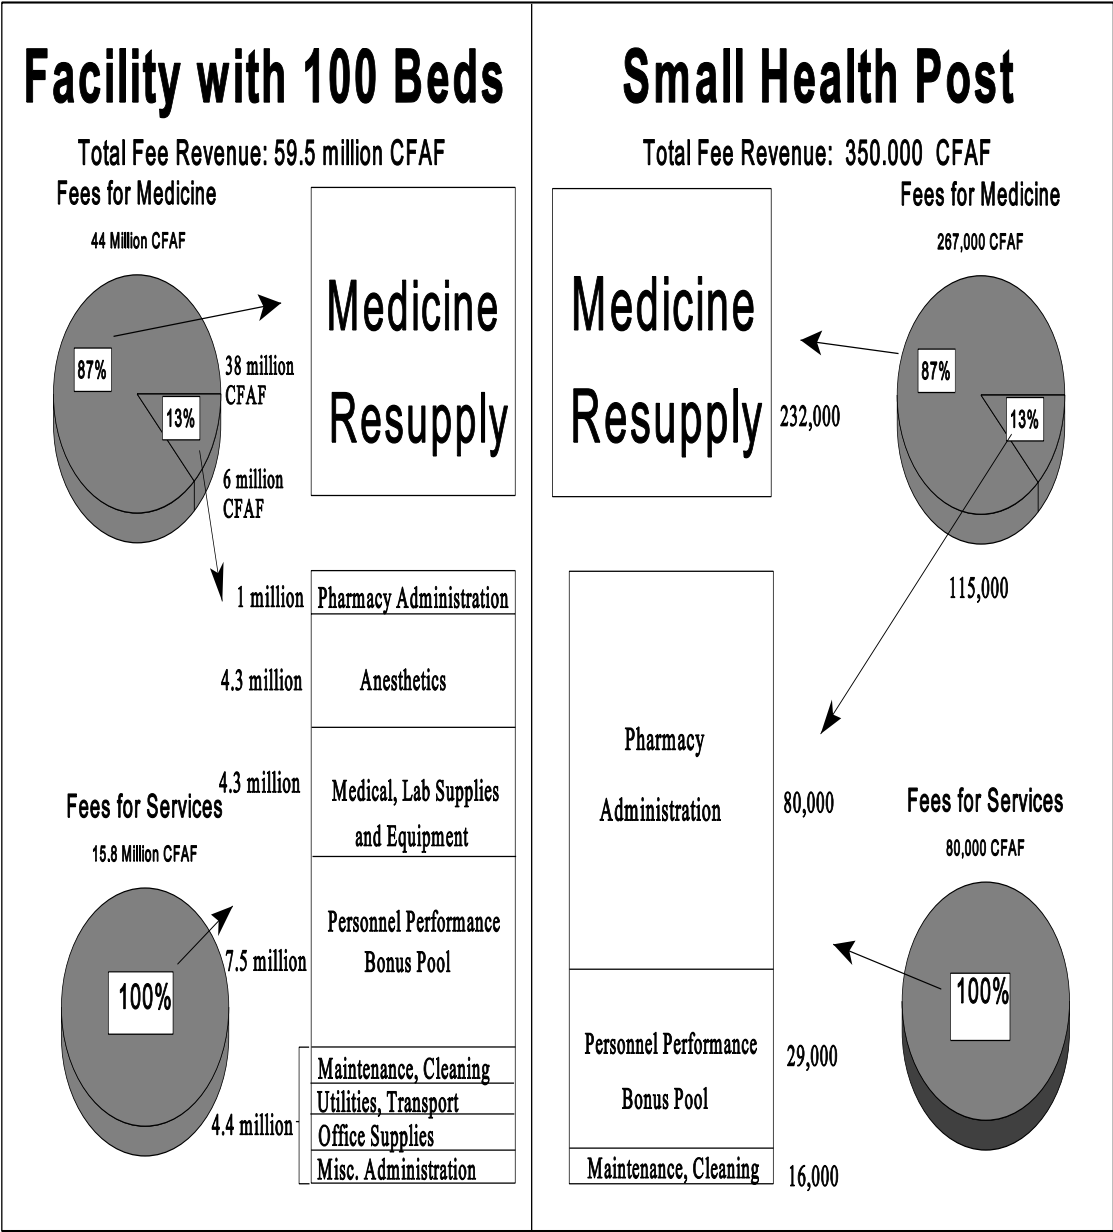 Facility with 100 Beds
Total Fee Revenue: 59.5 million CFAF
Fees for Medicine
44 Million CFAF
87%
13%
38 million
CFAF
6 million
CFAF
Medicine
Resupply
1 million
Pharmacy Administration
4.3 million
Anesthetics
4.3 million
Medical, Lab Supplies
and Equipment
Fees for Services
15.8 Million CFAF
100%
7.5 million
Personnel Performance
Bonus Pool
4.4 million
Maintenance, Cleaning
Utilities, Transport
Office Supplies
Misc. Administration
Small Health Post
Total Fee Revenue: 350.000 CFAF
Medicine
Resupply
232,000
Fees for Medicine
267,000 CFAF
87%
13%
115,000
Pharmacy
Administration
80,000
Fees for Services
80,000 CFAF
100%
Personnel Performance
Bonus Pool
29,000
Maintenance, Cleaning
16,000